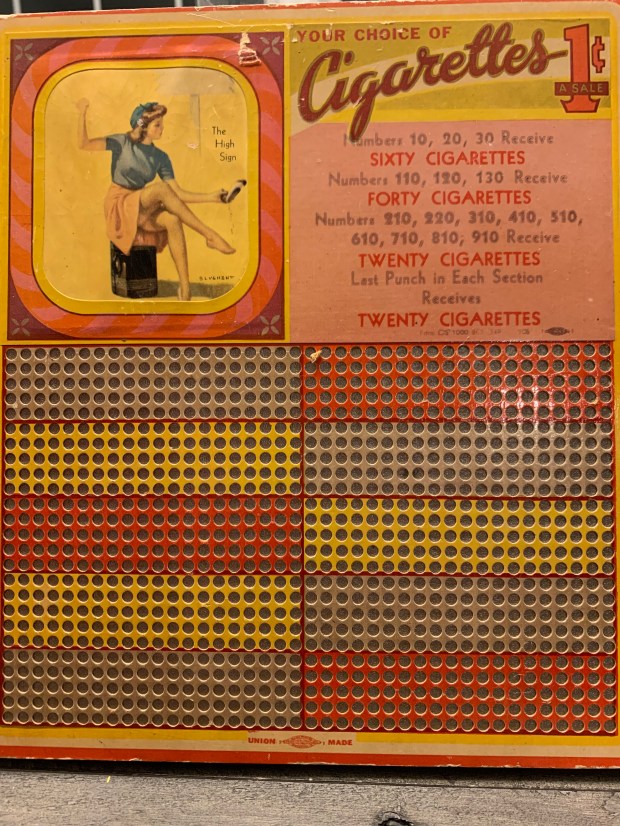 The
High
Sign
YOUR CHOICE OF
Cigarettes
1¢
A SALE
Numbers 10, 20, 30 Receive
SIXTY CIGARETTES
Numbers 110, 120, 130 Receive
FORTY CIGARETTES
Numbers 210, 220, 310, 410, 510,
610, 710, 810, 910 Receive
TWENTY CIGARETTES
Last Punch in Each Section
Receives
TWENTY CIGARETTES
UNION MADE